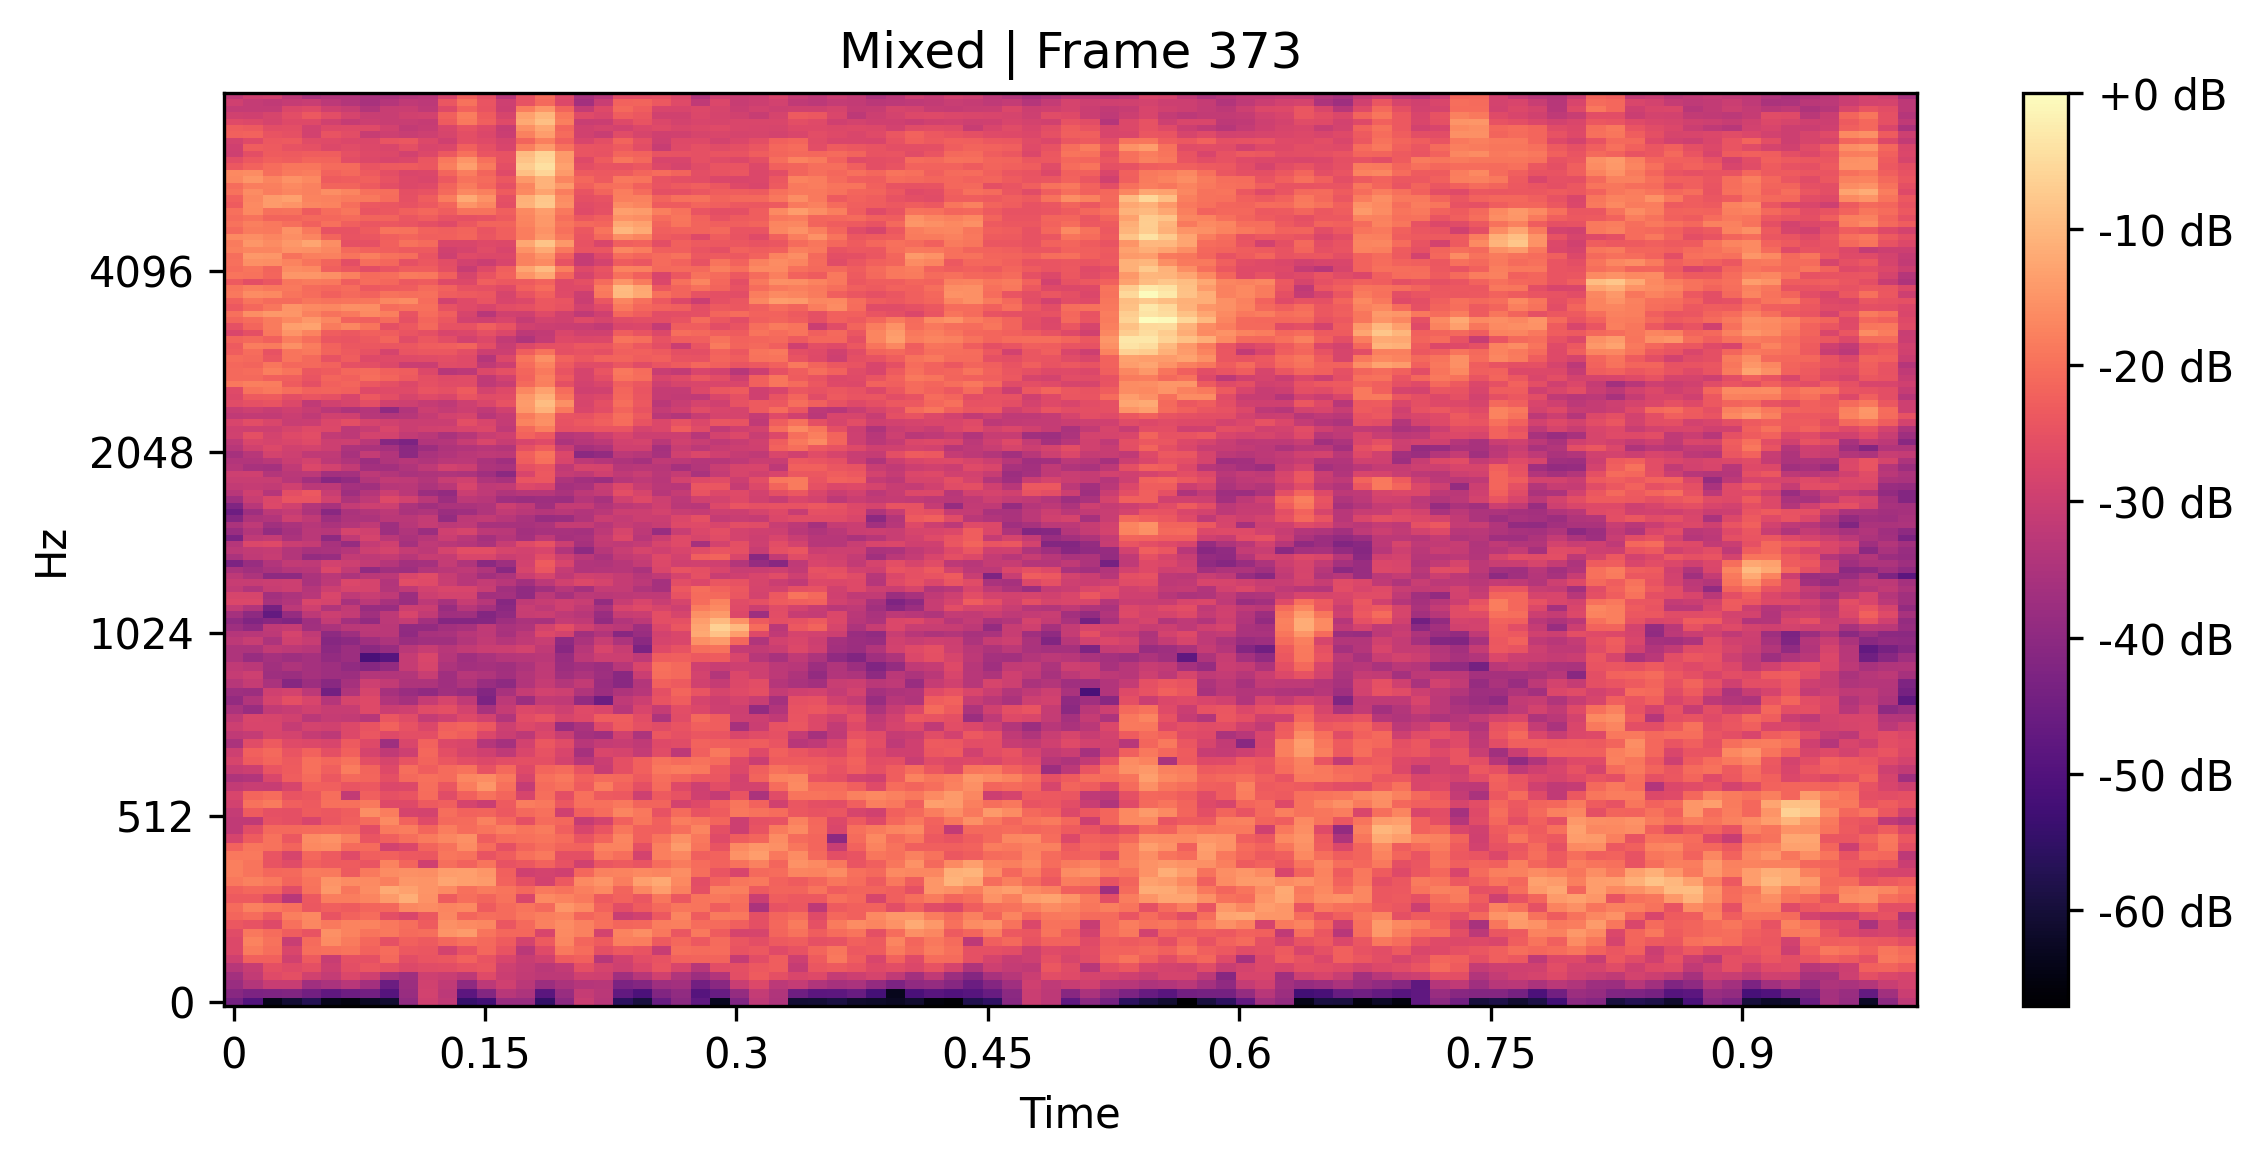 Mixed | Frame 373
+0 dB
-10 dB
-20 dB
-30 dB
-40 dB
-50 dB
-60 dB
4096
2048
1024
512
0
Hz
0 0.15 0.3 0.45 0.6 0.75 0.9
Time